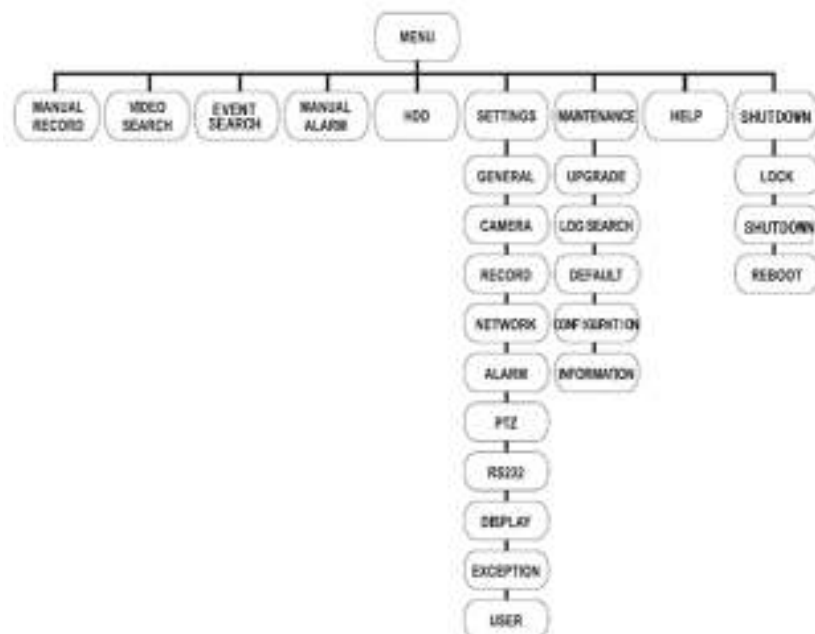 MENU
MANUAL
RECORD
VIDEO
SEARCH
EVENT
SEARCH
MANUAL
ALARM
HDD
SETTINGS
MAINTENANCE
HELP
SHUTDOWN
GENERAL
UPGRADE
LOCK
CAMERA
LOG SEARCH
SHUTDOWN
RECORD
DEFAULT
REBOOT
NETWORK
CONFIGURATION
ALARM
INFORMATION
PTZ
RS232
DISPLAY
EXCEPTION
USER